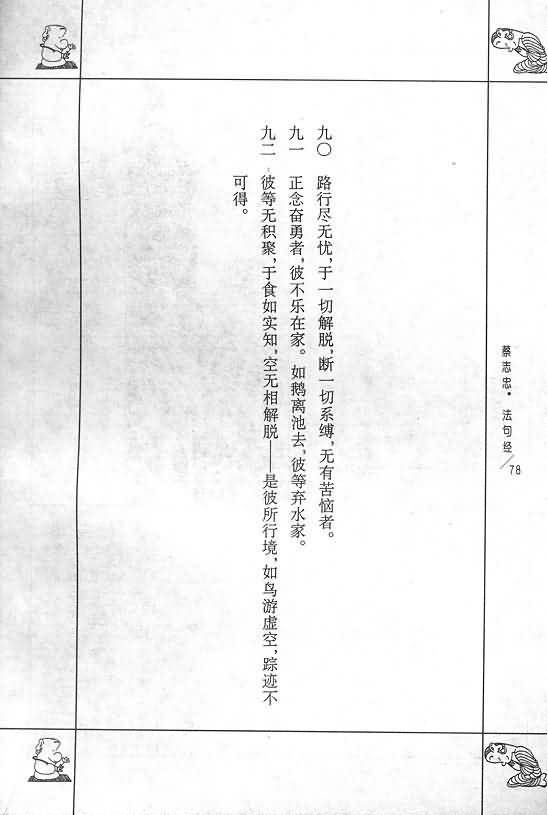 九〇　路行尽无忧，于一切解脱，断一切系缚，无有苦恼者。
九一　正念奋勇者，彼不乐在家。如鹅离池去，彼等弃水家。
九二　彼等无积聚，于食如实知，空无相解脱——是彼所行境，如鸟游虚空，踪迹不
可得。
蔡志忠·法句经/78